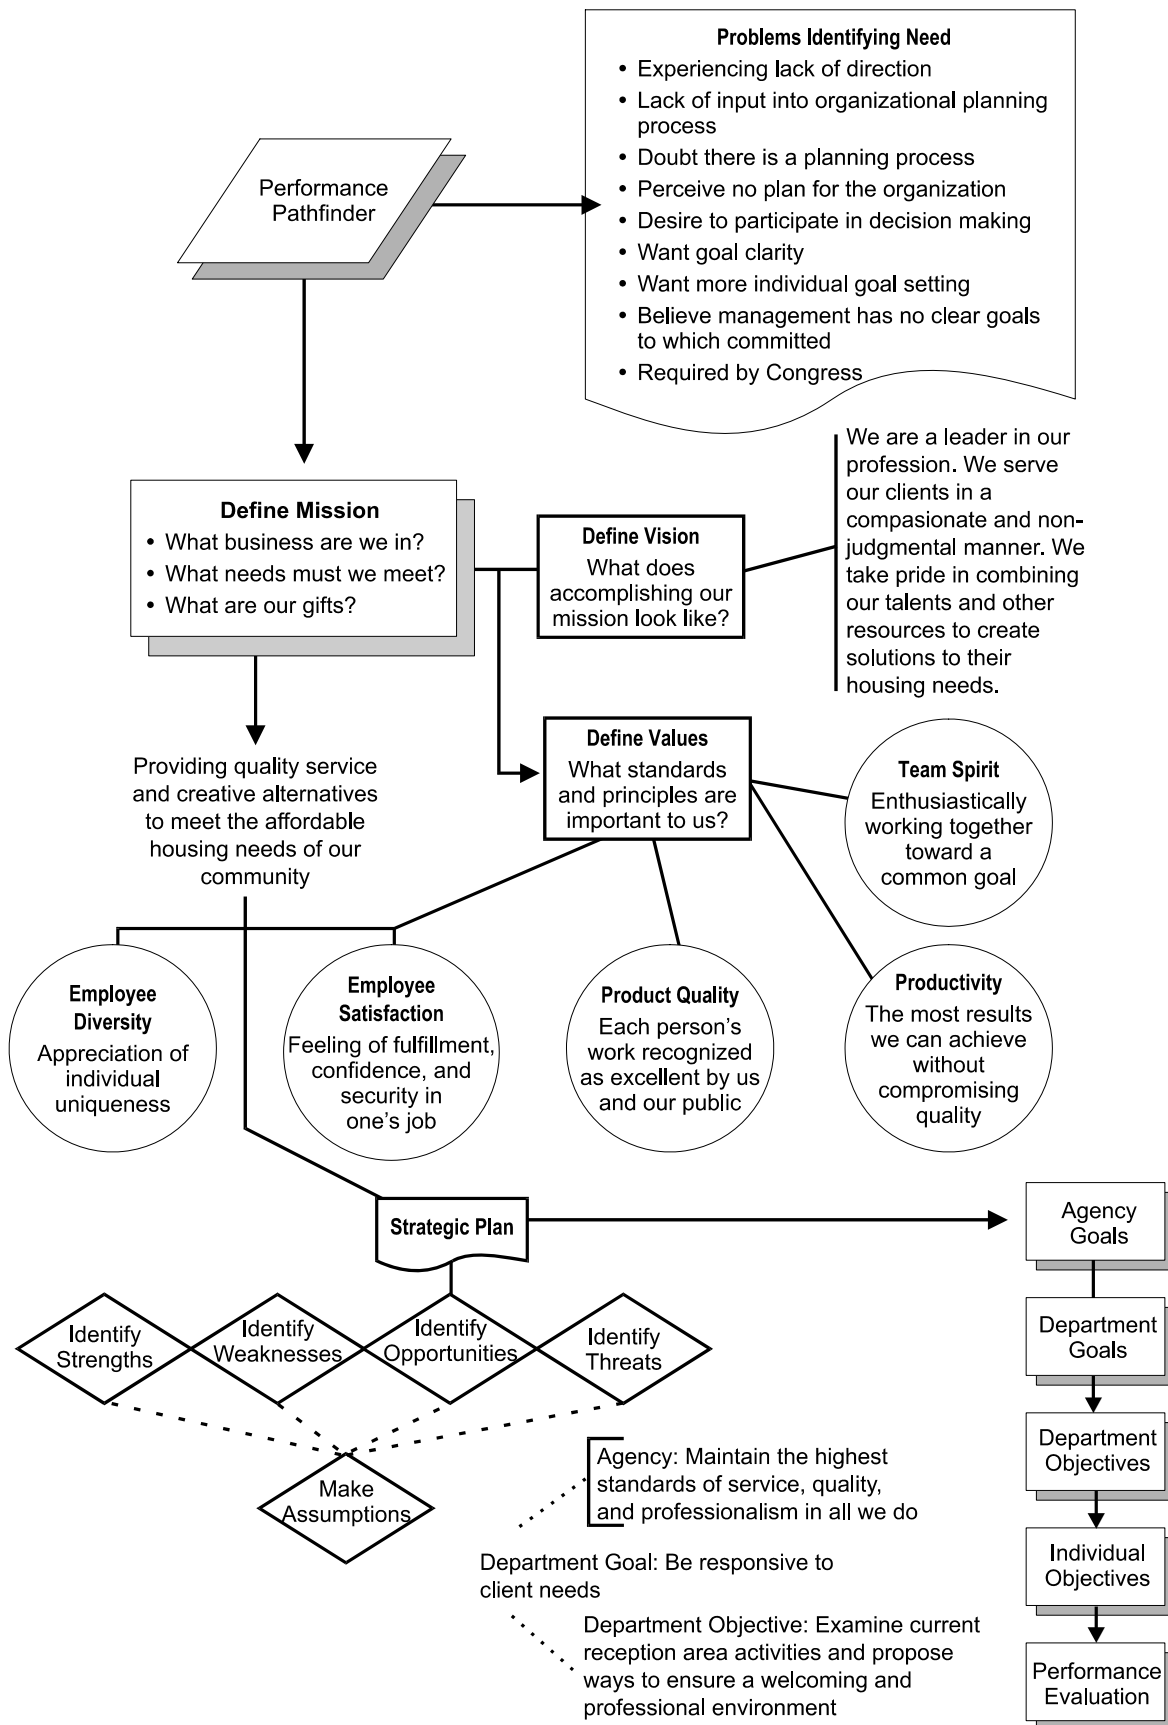 Problems Identifying Need
• Experiencing lack of direction
• Lack of input into organizational planning
process
• Doubt there is a planning process
• Perceive no plan for the organization
• Desire to participate in decision making
• Want goal clarity
• Want more individual goal setting
• Believe management has no clear goals
to which committed
• Required by Congress
Performance
Pathfinder
Define Mission
• What business are we in?
• What needs must we meet?
• What are our gifts?
Define Vision
What does
accomplishing our
mission look like?
We are a leader in our
profession. We serve
our clients in a
compasionate and non-
judgmental manner. We
take pride in combining
our talents and other
resources to create
solutions to their
housing needs.
Providing quality service
and creative alternatives
to meet the affordable
housing needs of our
community
Define Values
What standards
and principles are
important to us?
Team Spirit
Enthusiastically
working together
toward a
common goal
Employee
Diversity
Appreciation of
individual
uniqueness
Employee
Satisfaction
Feeling of fulfillment,
confidence, and
security in
one's job
Product Quality
Each person's
work recognized
as excellent by us
and our public
Productivity
The most results
we can achieve
without
compromising
quality
Strategic Plan
Identify
Strengths
Identify
Weaknesses
Identify
Opportunities
Identify
Threats
Make
Assumptions
Agency: Maintain the highest
standards of service, quality,
and professionalism in all we do
Department Goal: Be responsive to
client needs
Department Objective: Examine current
reception area activities and propose
ways to ensure a welcoming and
professional environment
Agency
Goals
Department
Goals
Department
Objectives
Individual
Objectives
Performance
Evaluation